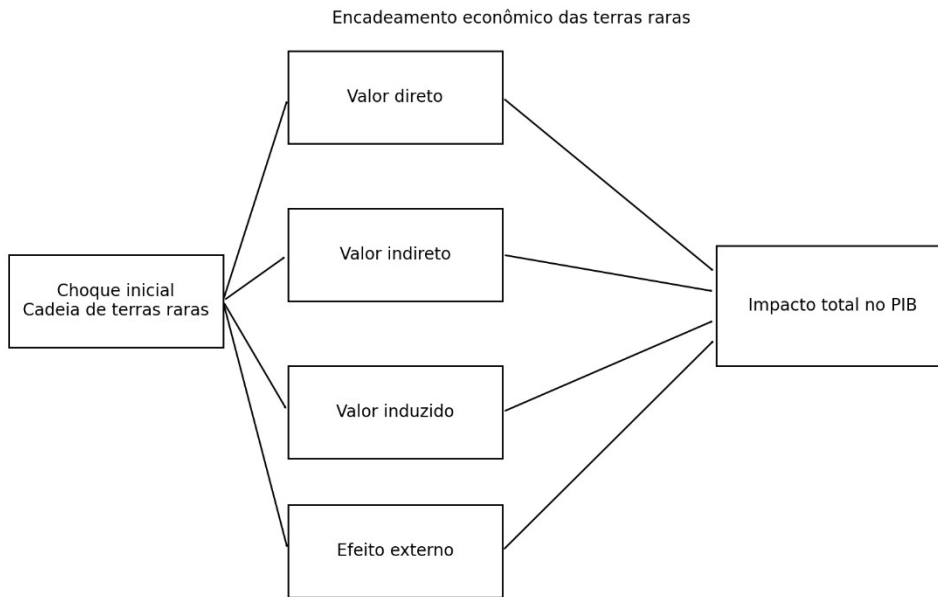 Encadeamento econômico das terras raras
Valor direto
Valor indireto
Choque inicial
Cadeia de terras raras
Impacto total no PIB
Valor induzido
Efeito externo